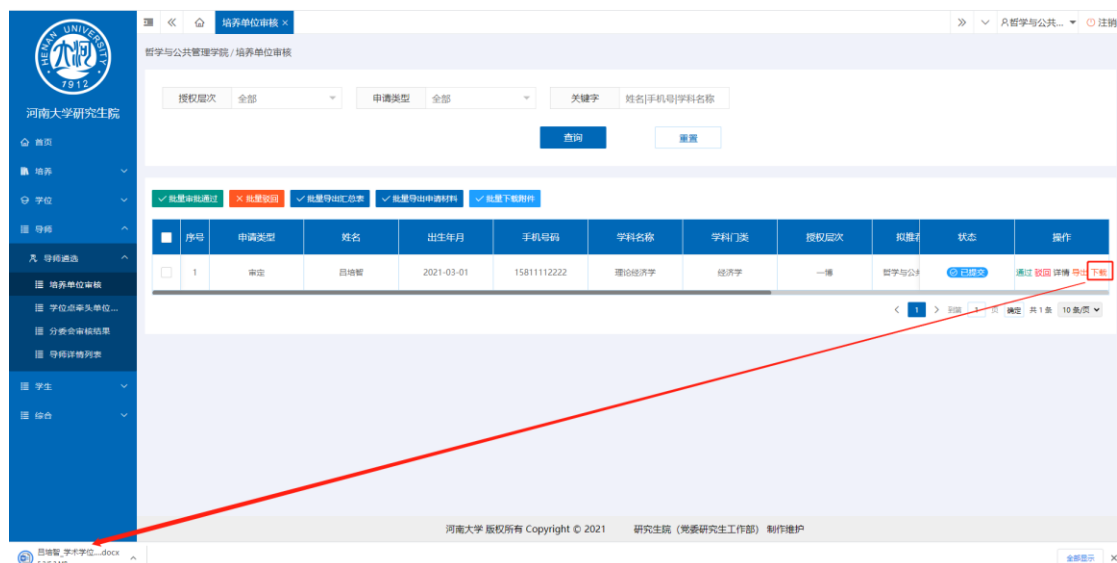 HENAN UNIVERSITY
1912
河南大学研究生院
首页
培养
学位
导师
导师遴选
培养单位审核
学位点牵头单位...
分委会审核结果
导师详情列表
学生
综合
培养单位审核 ×
哲学与公共... 注销
哲学与公共管理学院 / 培养单位审核
授权层次 全部 申请类型 全部 关键字 姓名|手机号|学科名称
查询 重置
批量审批通过 批量驳回 批量导出汇总表 批量导出申请材料 批量下载附件
序号 申请类型 姓名 出生年月 手机号码 学科名称 学科门类 授权层次 拟推荐 状态 操作
1 审定 吕培智 2021-03-01 15811112222 理论经济学 经济学 一博 哲学与公共 已提交 通过 驳回 详情 导出 下载
1 到第 1 页 确定 共 1 条 10 条/页
河南大学 版权所有 Copyright © 2021 研究生院（党委研究生工作部） 制作维护
吕培智_学术学位....docx
全部显示